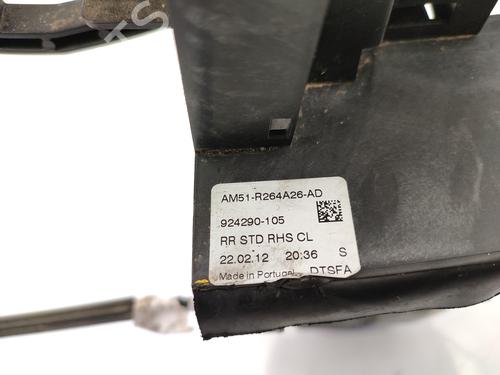 AM51-R264A26-AD
924290-105
RR STD RHS CL
22.02.12 20:36 S
Made in Portugal DTSFA